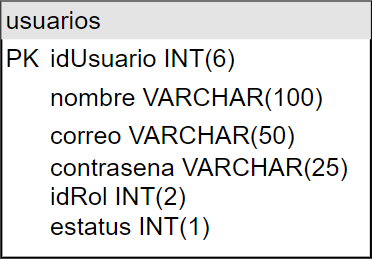 usuarios
PK idUsuario INT(6)
nombre VARCHAR(100)
correo VARCHAR(50)
contrasena VARCHAR(25)
idRol INT(2)
estatus INT(1)